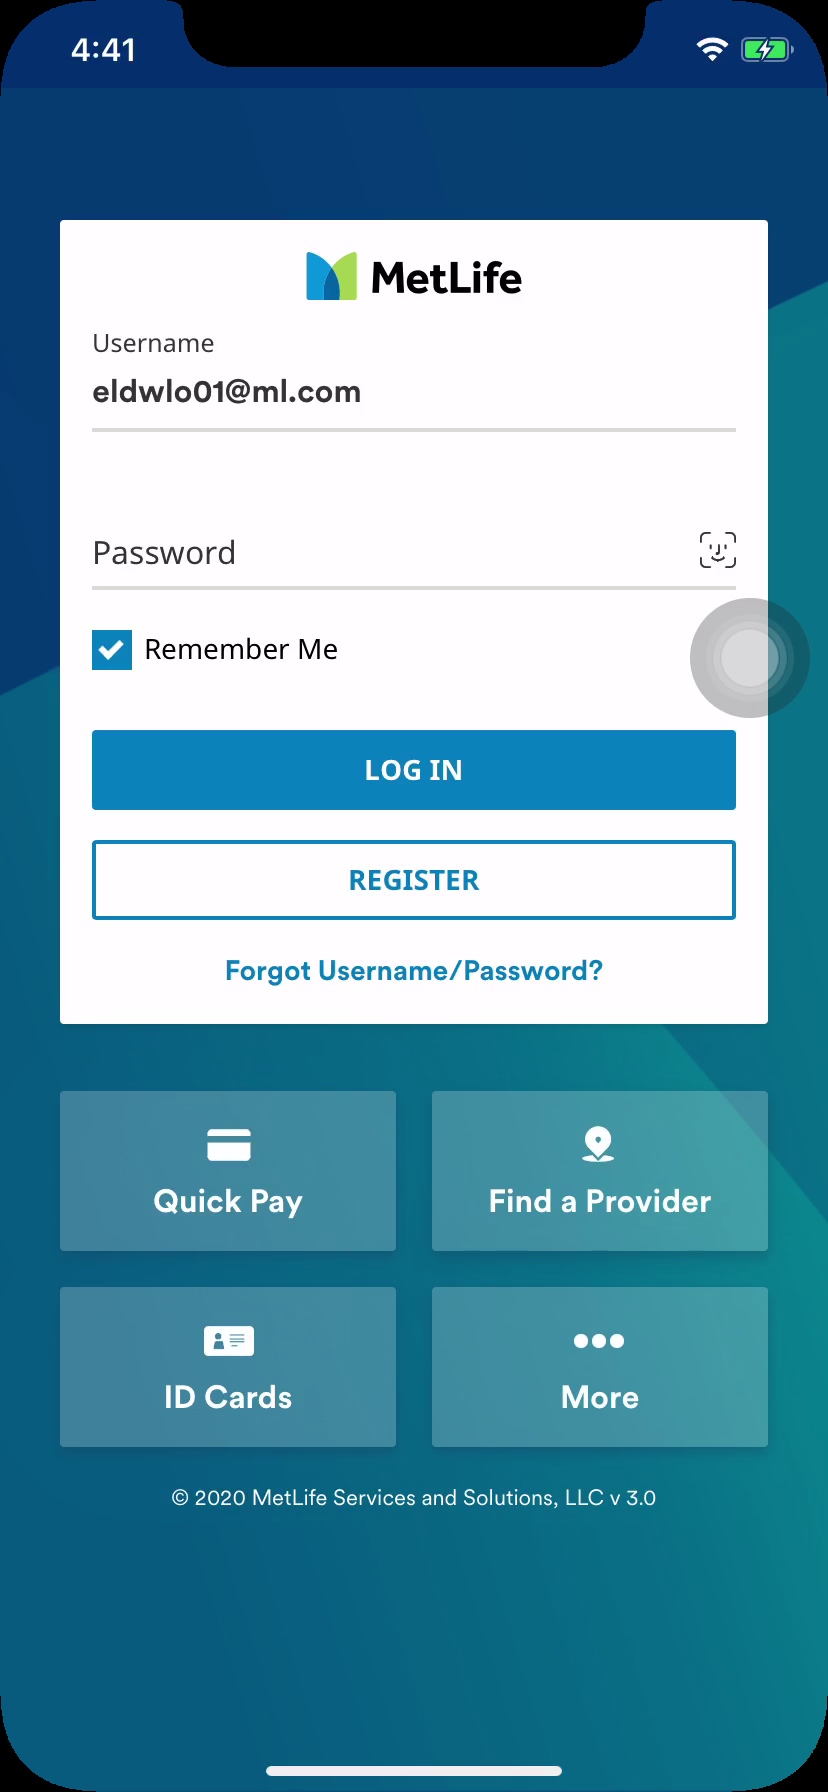 4:41
MetLife
Username
eldwlo01@ml.com
Password
Remember Me
LOG IN
REGISTER
Forgot Username/Password?
Quick Pay
Find a Provider
ID Cards
More
© 2020 MetLife Services and Solutions, LLC v 3.0